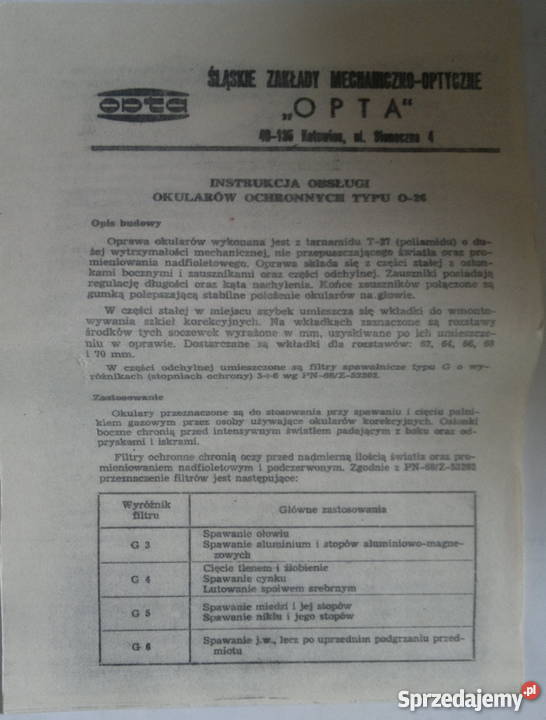 ŚLĄSKIE ZAKŁADY MECHANICZNO-OPTYCZNE
opta
„OPTA"
40-135 Katowice, ul. Słoneczna 4
INSTRUKCJA OBSŁUGI
OKULARÓW OCHRONNYCH TYPU O-26
Opis budowy
Oprawa okularów wykonana jest z tarnamidu T-27 (poliamidu) o du-
żej wytrzymałości mechanicznej, nie przepuszczającego światła oraz pro-
mieniowania nadfioletowego. Oprawa składa się z części stałej z osłon-
kami bocznymi i zausznikami oraz części odchylnej. Zauszniki posiadają
regulację długości oraz kąta nachylenia. Końce zauszników połączone są
gumką polepszającą stabilne położenie okularów na głowie.
W części stałej w miejscu szybek umieszcza się wkładki do wmonto-
wywania szkieł korekcyjnych. Na wkładkach zaznaczone są rozstawy
środków tych soczewek wyrażone w mm, uzyskiwane po ich umieszcze-
niu w oprawie. Dostarczane są wkładki dla rozstawów: 62, 64, 66, 68
i 70 mm.
W części odchylnej umieszczone są filtry spawalnicze typu G o wy-
różnikach (stopniach ochrony) 3÷6 wg PN-68/Z-53202.
Zastosowanie
Okulary przeznaczone są do stosowania przy spawaniu i cięciu palni-
kiem gazowym przez osoby używające okularów korekcyjnych. Osłonki
boczne chronią przed intensywnym światłem padającym z boku oraz od-
pryskami i iskrami.
Filtry ochronne chronią oczy przed nadmierną ilością światła oraz pro-
mieniowaniem nadfioletowym i podczerwonym. Zgodnie z PN-68/Z-53202
przeznaczenie filtrów jest następujące:
Wyróżnik
filtru
Główne zastosowania
G 3
Spawanie ołowiu
Spawanie aluminium i stopów aluminiowo-magne-
zowych
G 4
Cięcie tlenem i żłobienie
Spawanie cynku
Lutowanie spoiwem srebrnym
G 5
Spawanie miedzi i jej stopów
Spawanie niklu i jego stopów
G 6
Spawanie j.w., lecz po uprzednim podgrzaniu przed-
miotu
Sprzedajemy.pl